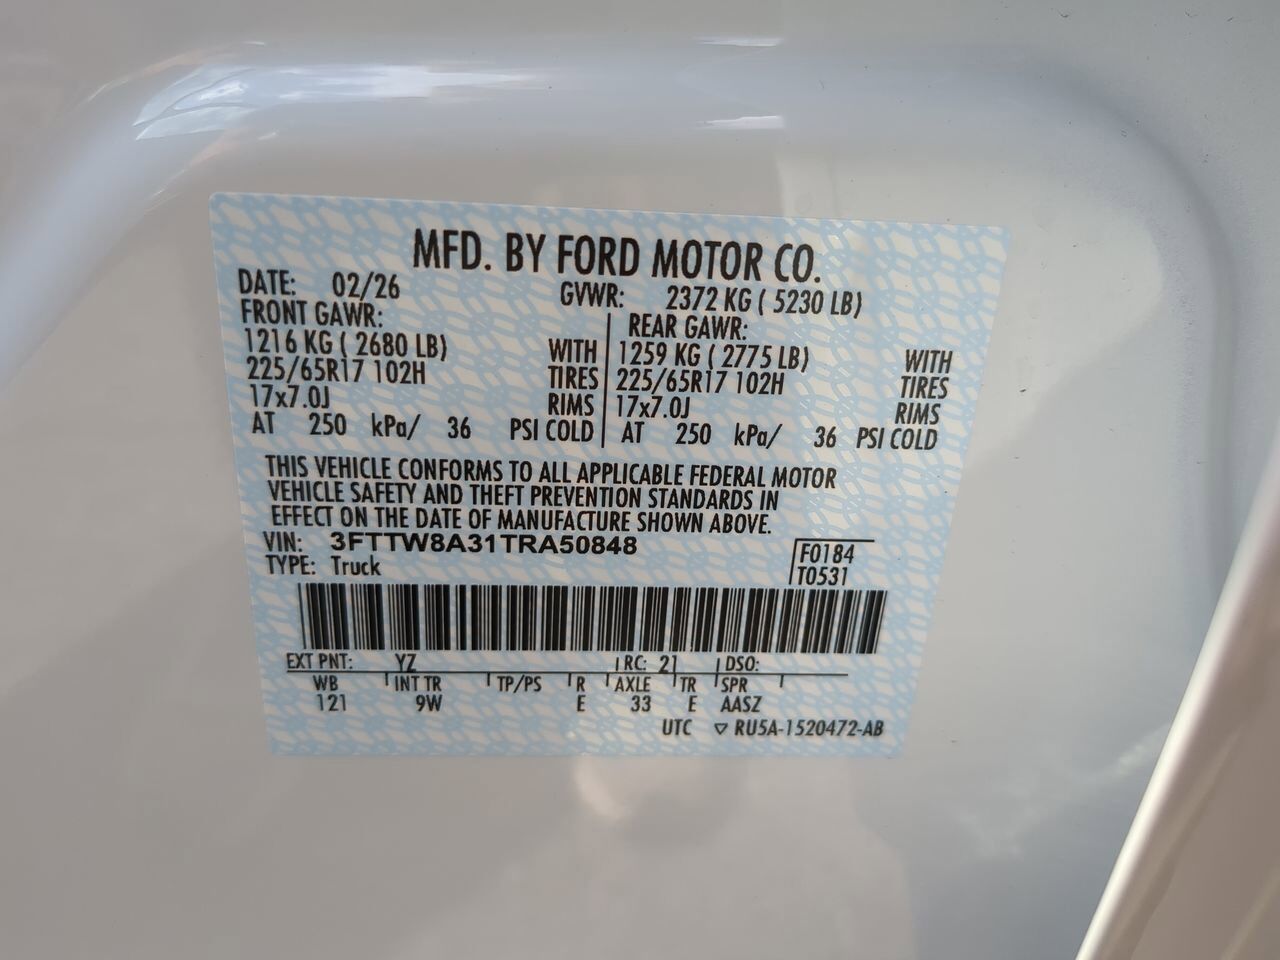 MFD. BY FORD MOTOR CO.
DATE: 02/26 GVWR: 2372 KG ( 5230 LB)
FRONT GAWR: REAR GAWR:
1216 KG ( 2680 LB) WITH 1259 KG ( 2775 LB) WITH
225/65R17 102H TIRES 225/65R17 102H TIRES
17x7.0J RIMS 17x7.0J RIMS
AT 250 kPa/ 36 PSI COLD AT 250 kPa/ 36 PSI COLD
THIS VEHICLE CONFORMS TO ALL APPLICABLE FEDERAL MOTOR
VEHICLE SAFETY AND THEFT PREVENTION STANDARDS IN
EFFECT ON THE DATE OF MANUFACTURE SHOWN ABOVE.
VIN: 3FTTW8A31TRA50848 F0184
TYPE: Truck T0531
EXT PNT: YZ RC: 21 DSO:
WB INT TR TP/PS R AXLE TR SPR
121 9W E 33 E AASZ
UTC ▽ RU5A-1520472-AB